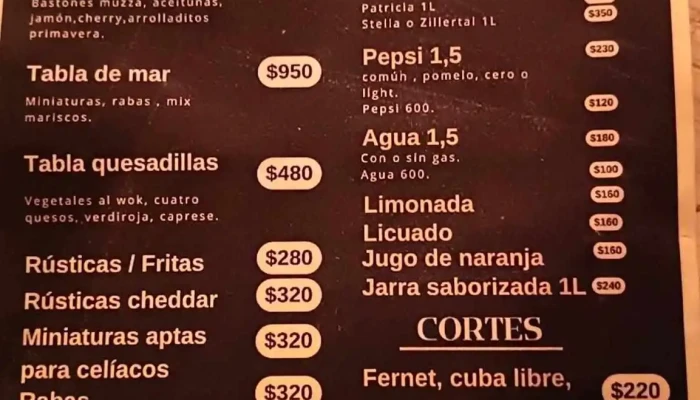 Bastones muzza, aceitunas,
jamón,cherry,arrolladitos
primavera.
Tabla de mar $950
Miniaturas, rabas , mix
mariscos.
Tabla quesadillas $480
Vegetales al wok, cuatro
quesos, verdiroja, caprese.
Rústicas / Fritas $280
Rústicas cheddar $320
Miniaturas aptas $320
para celíacos
Rabas $320
Patricia 1L
Stella o Zillertal 1L $350
Pepsi 1,5 $230
común , pomelo, cero o
light.
Pepsi 600. $120
Agua 1,5 $180
Con o sin gas.
Agua 600. $100
Limonada $160
Licuado $160
Jugo de naranja $160
Jarra saborizada 1L $240
CORTES
Fernet, cuba libre, $220